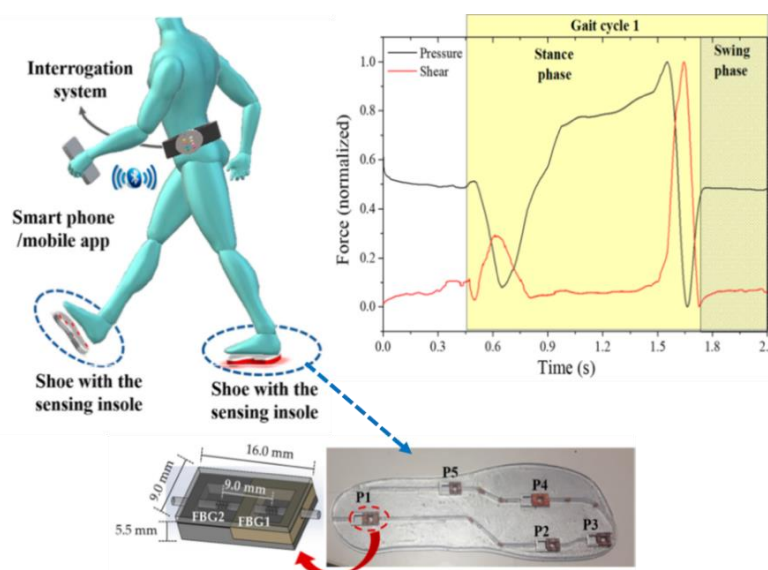 Interrogation
system
Smart phone
/mobile app
Shoe with the
sensing insole
Shoe with the
sensing insole
Gait cycle 1
Pressure
Shear
Stance
phase
Swing
phase
Force (normalized)
1.0
0.8
0.6
0.4
0.2
0.0
0.0 0.3 0.6 0.9 1.2 1.5 1.8 2.1
Time (s)
16.0 mm
9.0 mm
9.0 mm
5.5 mm
FBG2 FBG1
P1
P5
P4
P2
P3